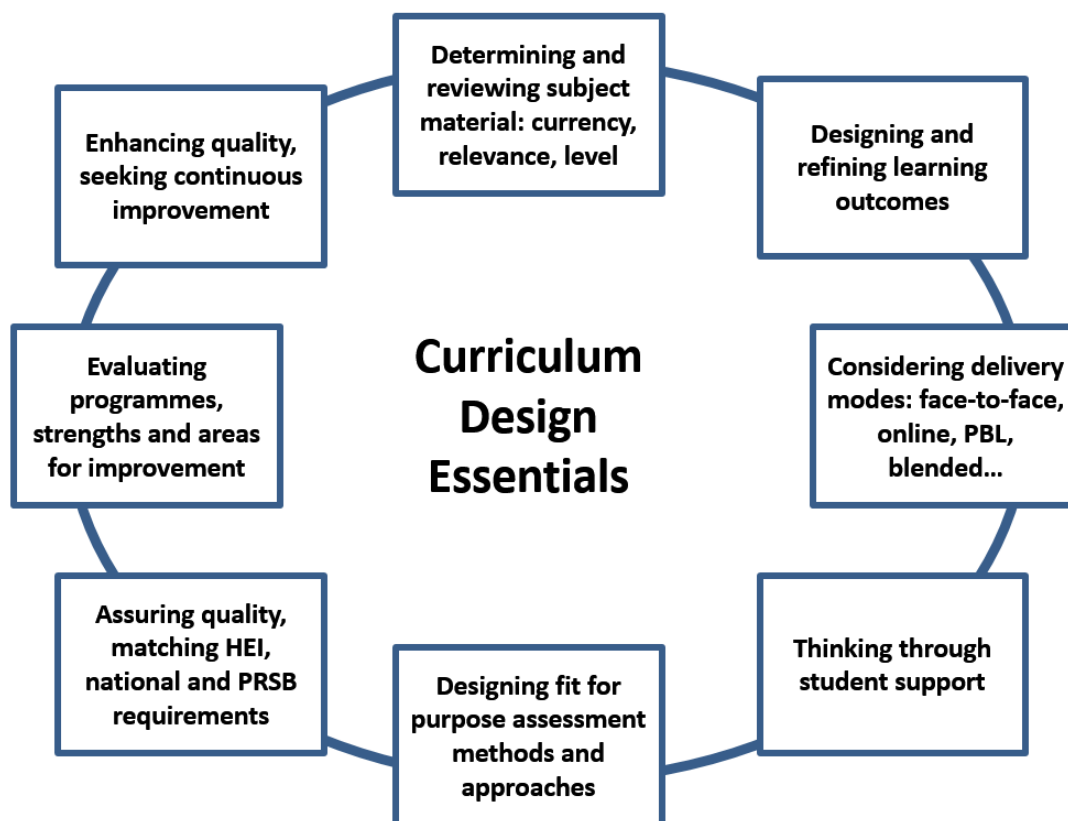 Determining and
reviewing subject
material: currency,
relevance, level
Designing and
refining learning
outcomes
Considering delivery
modes: face-to-face,
online, PBL,
blended...
Thinking through
student support
Designing fit for
purpose assessment
methods and
approaches
Assuring quality,
matching HEI,
national and PRSB
requirements
Evaluating
programmes,
strengths and areas
for improvement
Enhancing quality,
seeking continuous
improvement
Curriculum
Design
Essentials